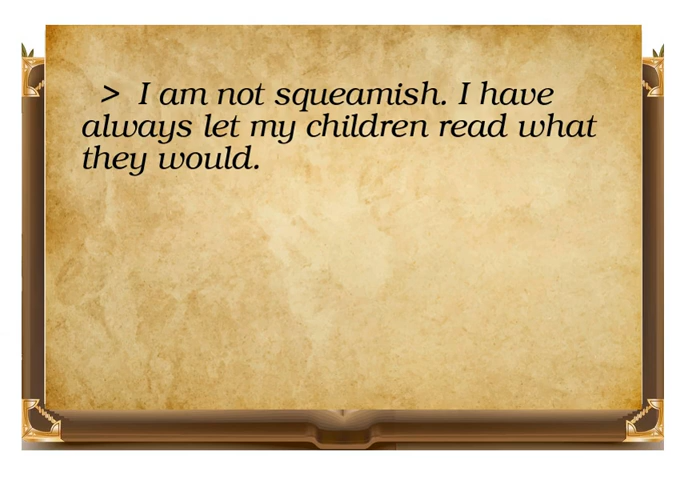 > I am not squeamish. I have
always let my children read what
they would.